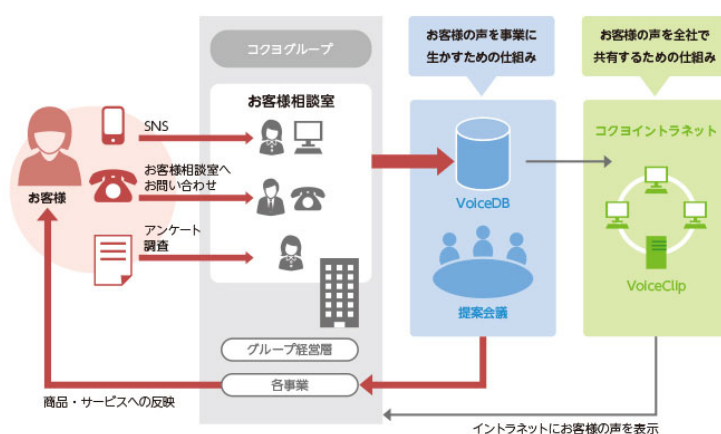 コクヨグループ
お客様の声を事業に
生かすための仕組み
お客様の声を全社で
共有するための仕組み
お客様相談室
コクヨイントラネット
SNS
お客様相談室へ
お問い合わせ
お客様
アンケート
調査
VoiceDB
VoiceClip
提案会議
グループ経営層
各事業
商品・サービスへの反映
イントラネットにお客様の声を表示